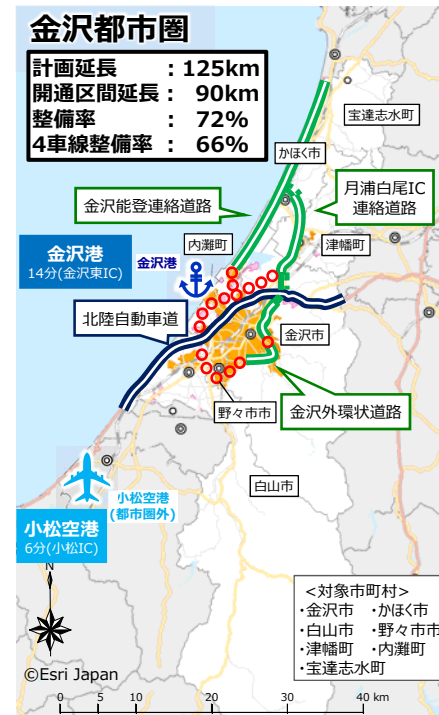 金沢都市圏
計画延長　：125km
開通区間延長：　90km
整備率　　：　72%
4車線整備率：　66%
宝達志水町
かほく市
金沢能登連絡道路
月浦白尾IC
連絡道路
内灘町
津幡町
金沢港
14分(金沢東IC)
金沢港
北陸自動車道
金沢市
野々市市
金沢外環状道路
白山市
小松空港
(都市圏外)
小松空港
6分(小松IC)
N
<対象市町村>
・金沢市　・かほく市
・白山市　・野々市市
・津幡町　・内灘町
・宝達志水町
©Esri Japan
0 5 10 20 30 40 km